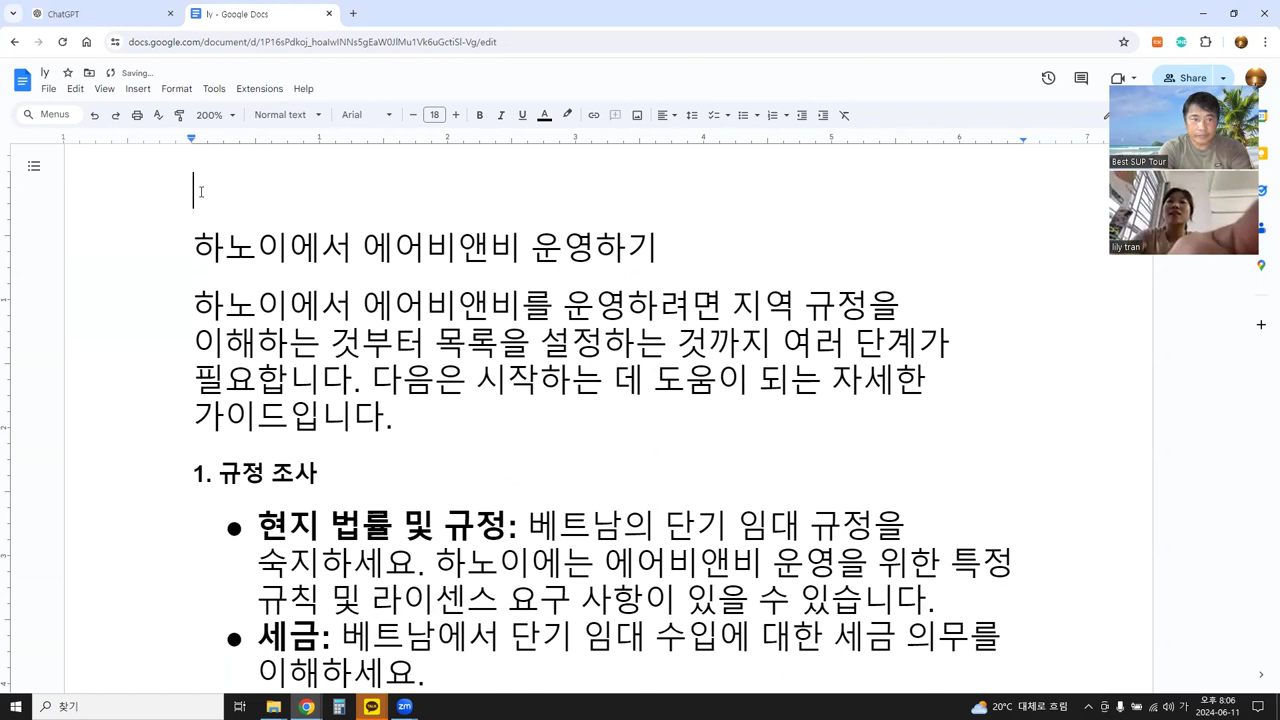 ChatGPT
ly - Google Docs
docs.google.com/document/d/1P16sPdkoj_hoaIwINNs5gEaW0JlMu1Vk6uGctiSl-Vg/edit
ly
Saving...
File Edit View Insert Format Tools Extensions Help
Share
Menus
200%
Normal text
Arial
18
1 1 2 3 4 5 6 7
하노이에서 에어비앤비 운영하기
하노이에서 에어비앤비를 운영하려면 지역 규정을
이해하는 것부터 목록을 설정하는 것까지 여러 단계가
필요합니다. 다음은 시작하는 데 도움이 되는 자세한
가이드입니다.
1. 규정 조사
● 현지 법률 및 규정: 베트남의 단기 임대 규정을
숙지하세요. 하노이에는 에어비앤비 운영을 위한 특정
규칙 및 라이센스 요구 사항이 있을 수 있습니다.
● 세금: 베트남에서 단기 임대 수입에 대한 세금 의무를
이해하세요.
Best SUP Tour
lily tran
찾기
20°C 대체로 흐림
가
오후 8:06
2024-06-11